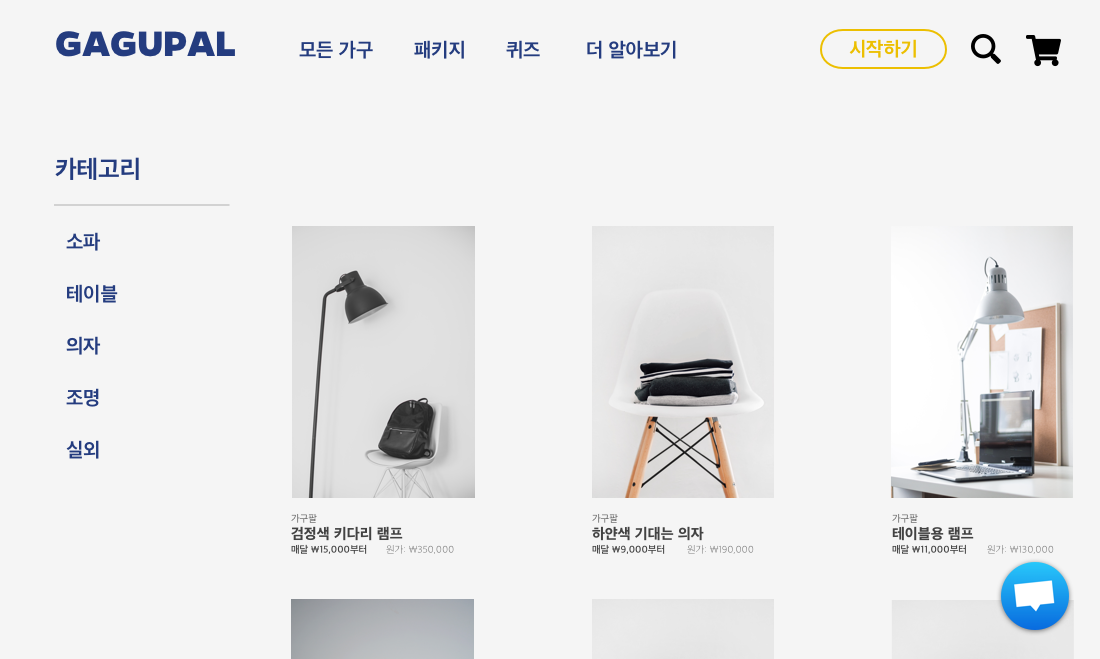 GAGUPAL
모든 가구
패키지
퀴즈
더 알아보기
시작하기
카테고리
소파
테이블
의자
조명
실외
가구팔
검정색 키다리 램프
매달 ₩15,000부터 원가: ₩350,000
가구팔
하얀색 기대는 의자
매달 ₩9,000부터 원가: ₩190,000
가구팔
테이블용 램프
매달 ₩11,000부터 원가: ₩130,000